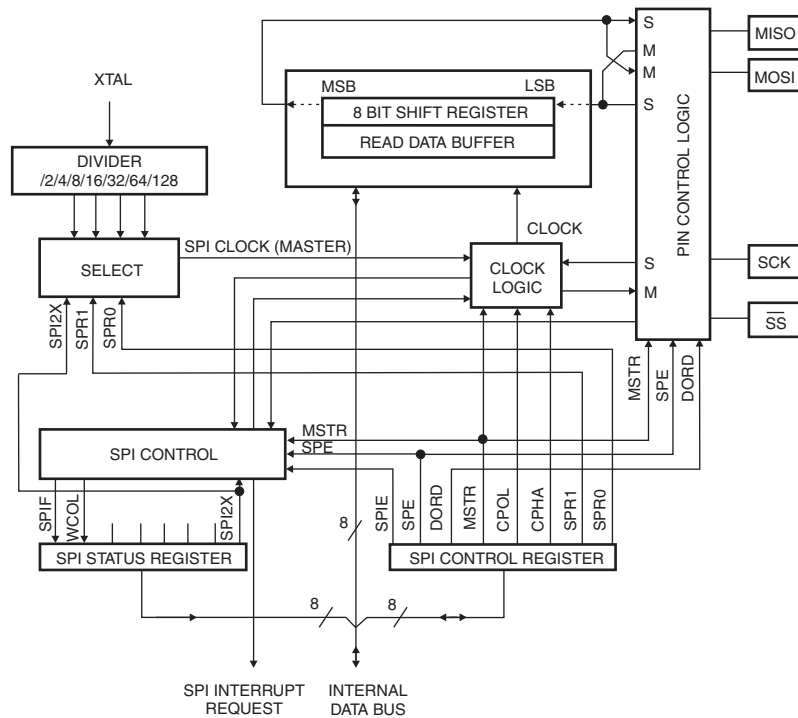 S
MISO
M
MSB
LSB
M
MOSI
XTAL
8 BIT SHIFT REGISTER
S
READ DATA BUFFER
DIVIDER
/2/4/8/16/32/64/128
PIN CONTROL LOGIC
CLOCK
SPI CLOCK (MASTER)
SELECT
CLOCK
LOGIC
S
M
SCK
SS
SPI2X
SPR1
SPR0
MSTR
SPE
DORD
MSTR
SPE
SPI CONTROL
SPIF
WCOL
SPI2X
8
SPIE
SPE
DORD
MSTR
CPOL
CPHA
SPR1
SPR0
SPI STATUS REGISTER
SPI CONTROL REGISTER
8
8
SPI INTERRUPT
REQUEST
INTERNAL
DATA BUS